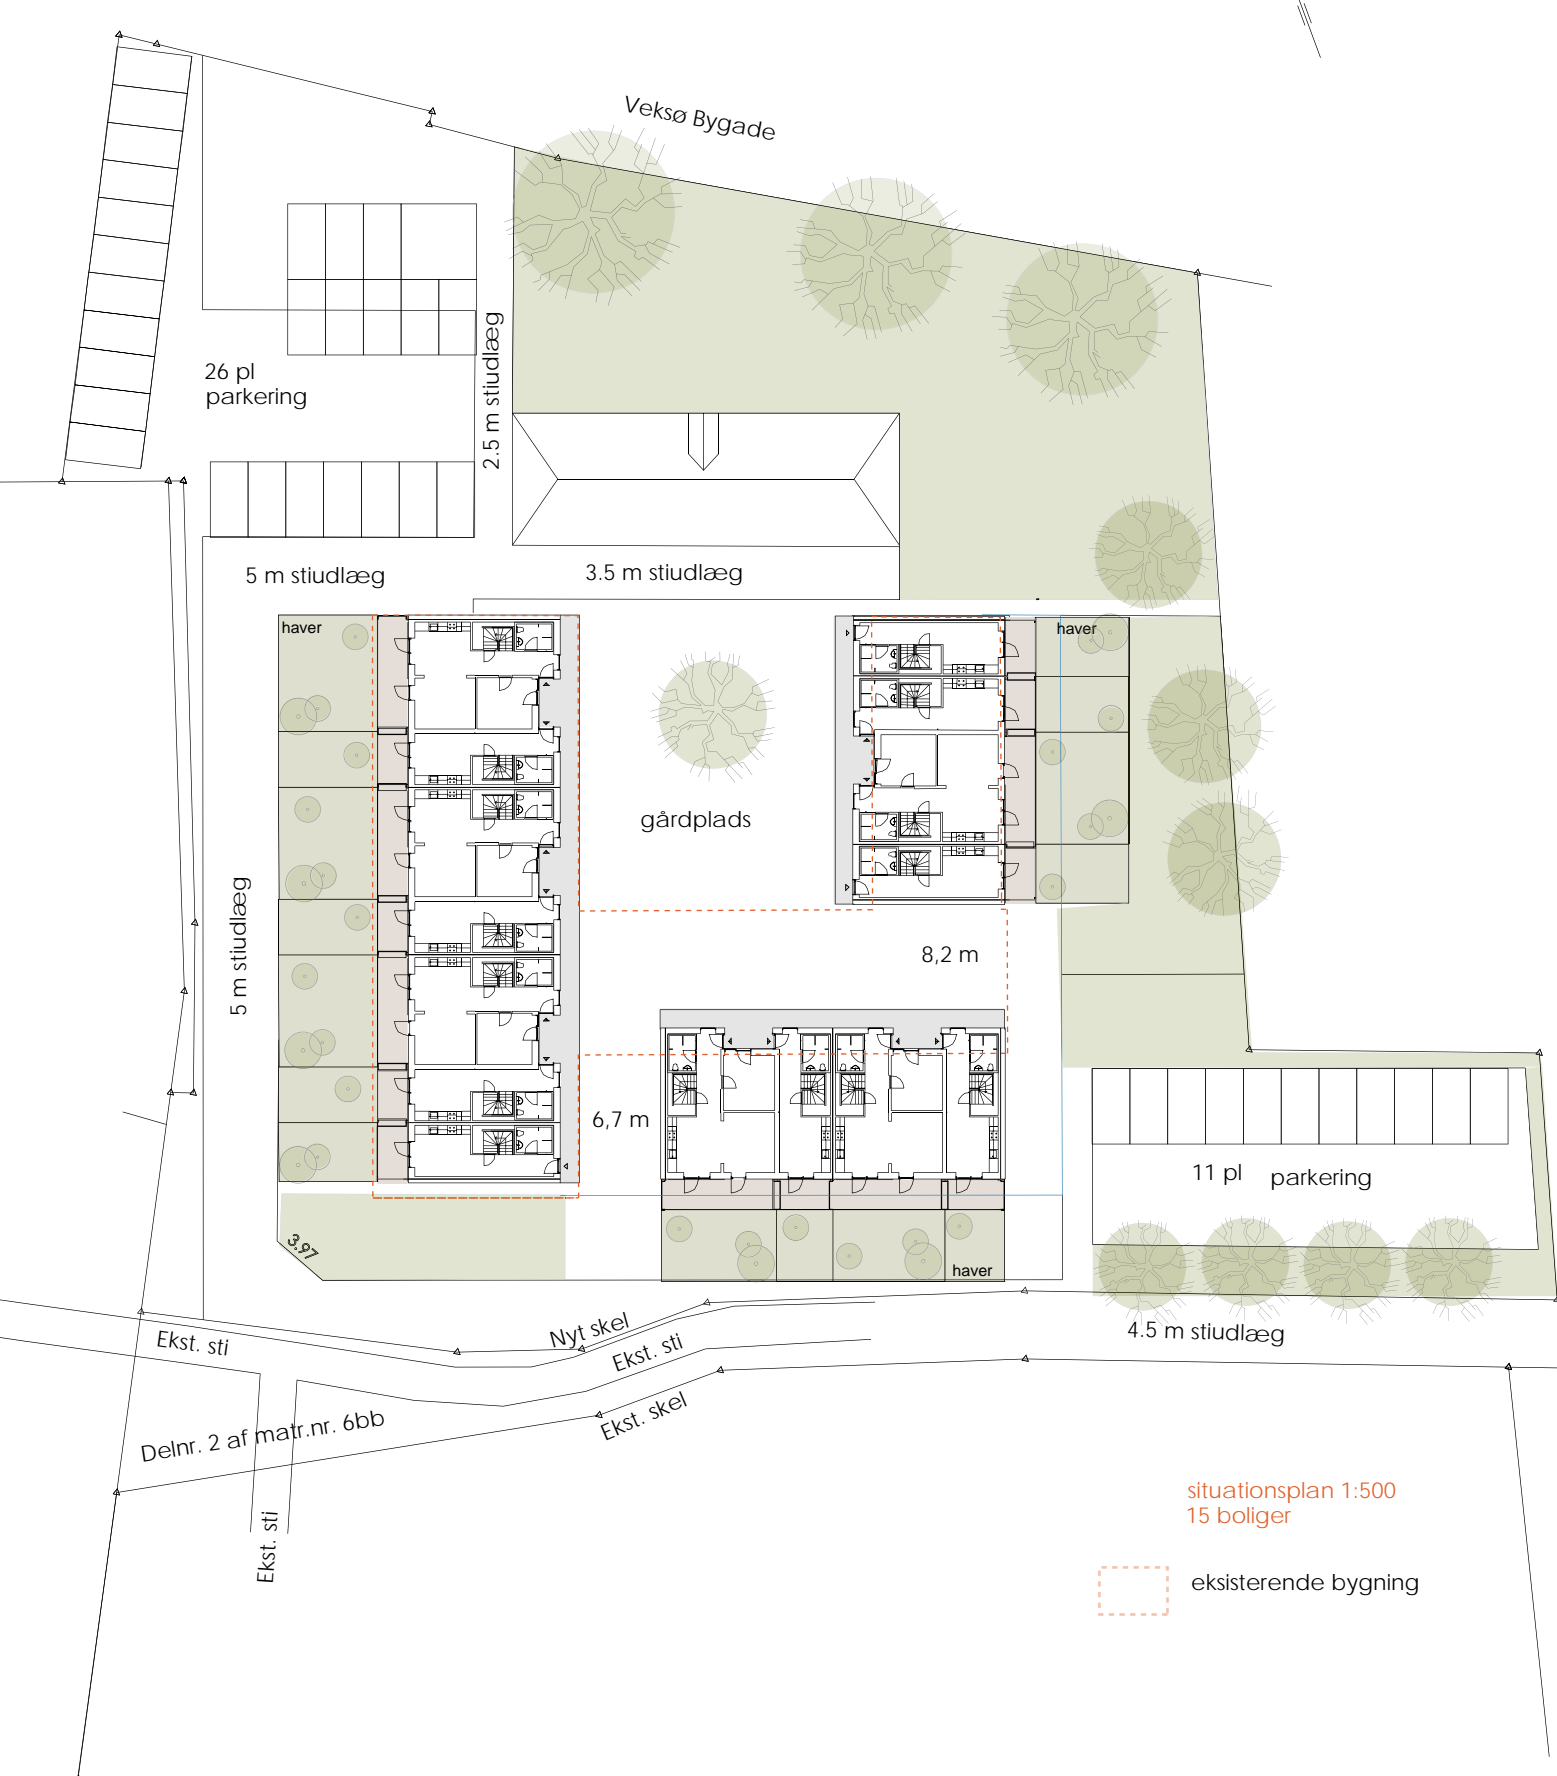 Veksø Bygade
26 pl
parkering
2.5 m stiudlæg
5 m stiudlæg
3.5 m stiudlæg
haver
haver
gårdplads
5 m stiudlæg
8,2 m
6,7 m
11 pl parkering
3.97
haver
Ekst. sti
Nyt skel
Ekst. sti
4.5 m stiudlæg
Ekst. skel
Delnr. 2 af matr.nr. 6bb
Ekst. sti
situationsplan 1:500
15 boliger
eksisterende bygning